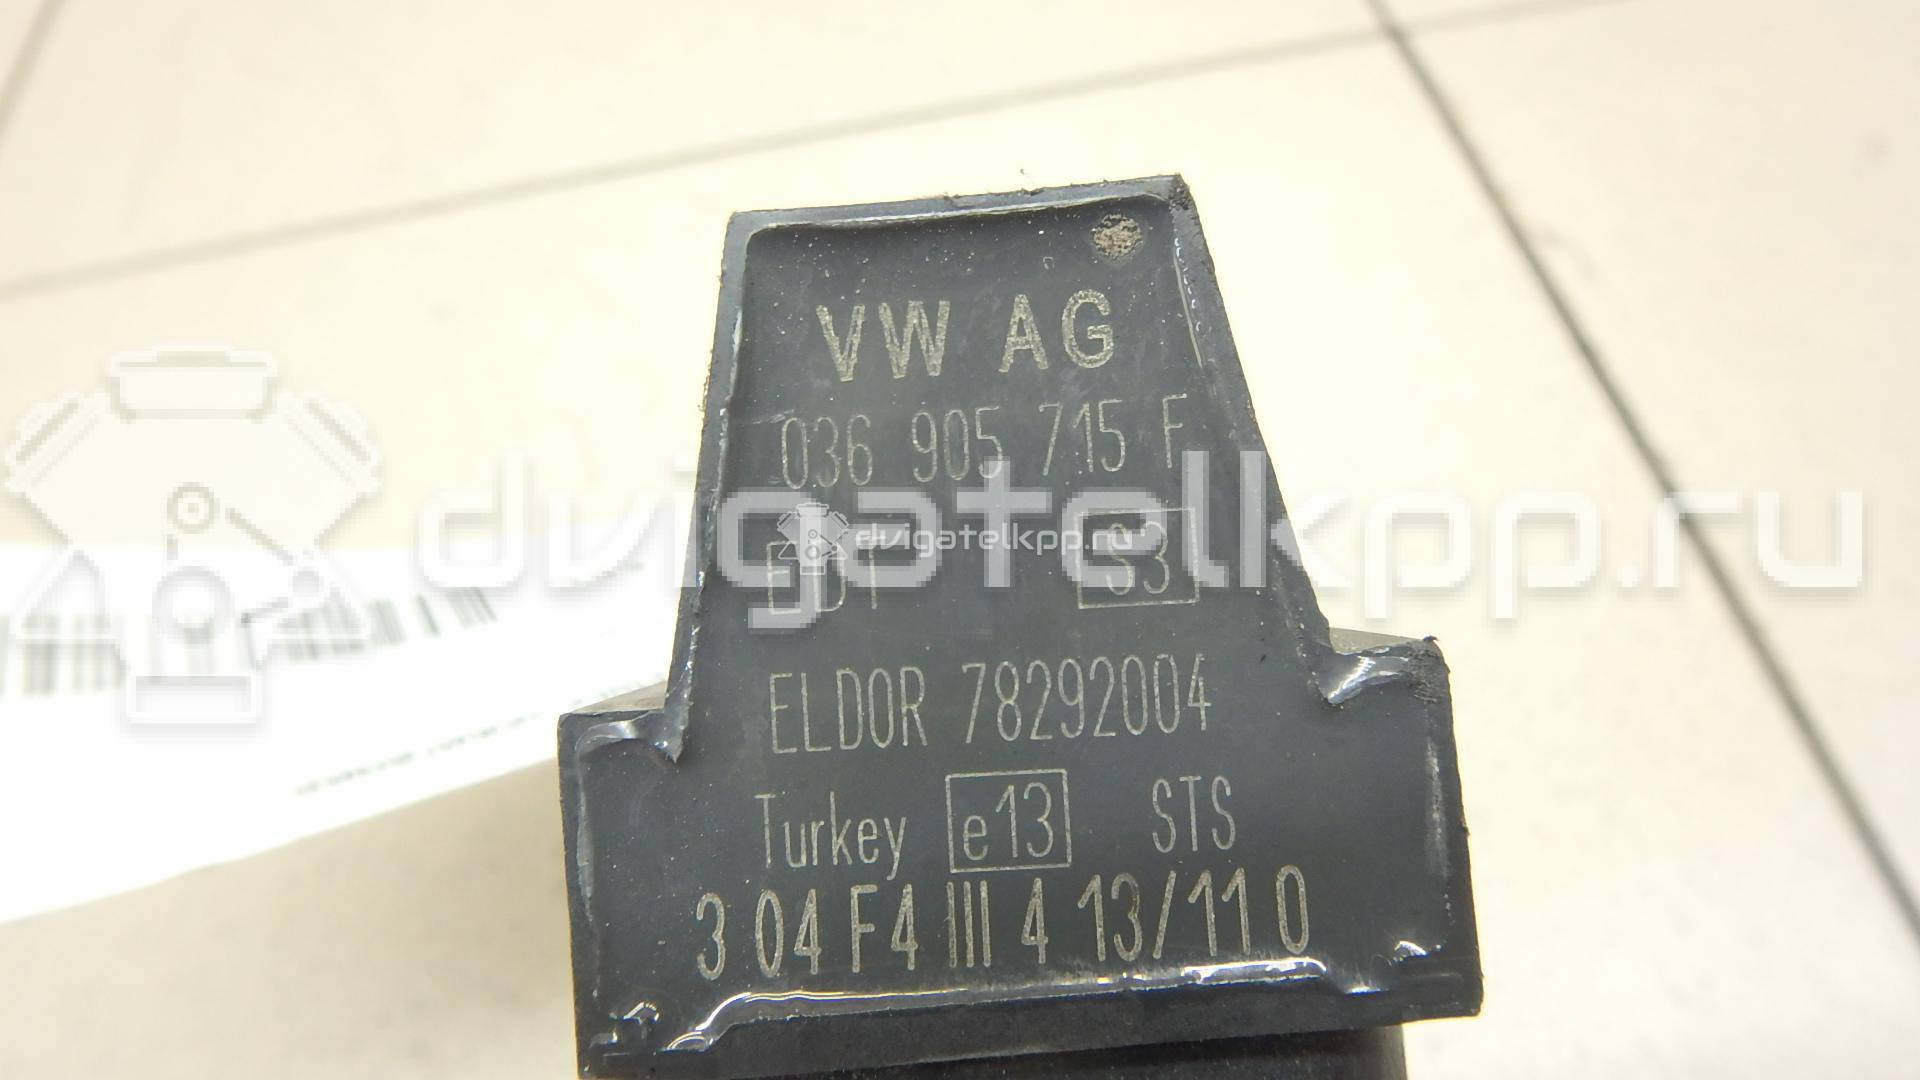 VW AG
036 905 715 F
EDT S3
ELDOR 78292004
Turkey e13 STS
3 04 F4 III 4 13/11 0
dvigatelkpp.ru
dvigatelkpp.ru